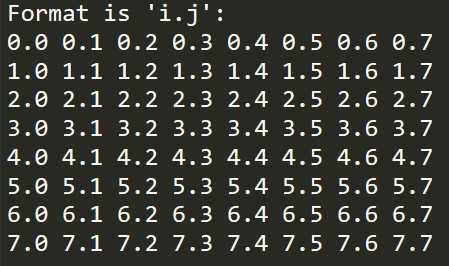 Format is 'i.j':
0.0 0.1 0.2 0.3 0.4 0.5 0.6 0.7
1.0 1.1 1.2 1.3 1.4 1.5 1.6 1.7
2.0 2.1 2.2 2.3 2.4 2.5 2.6 2.7
3.0 3.1 3.2 3.3 3.4 3.5 3.6 3.7
4.0 4.1 4.2 4.3 4.4 4.5 4.6 4.7
5.0 5.1 5.2 5.3 5.4 5.5 5.6 5.7
6.0 6.1 6.2 6.3 6.4 6.5 6.6 6.7
7.0 7.1 7.2 7.3 7.4 7.5 7.6 7.7